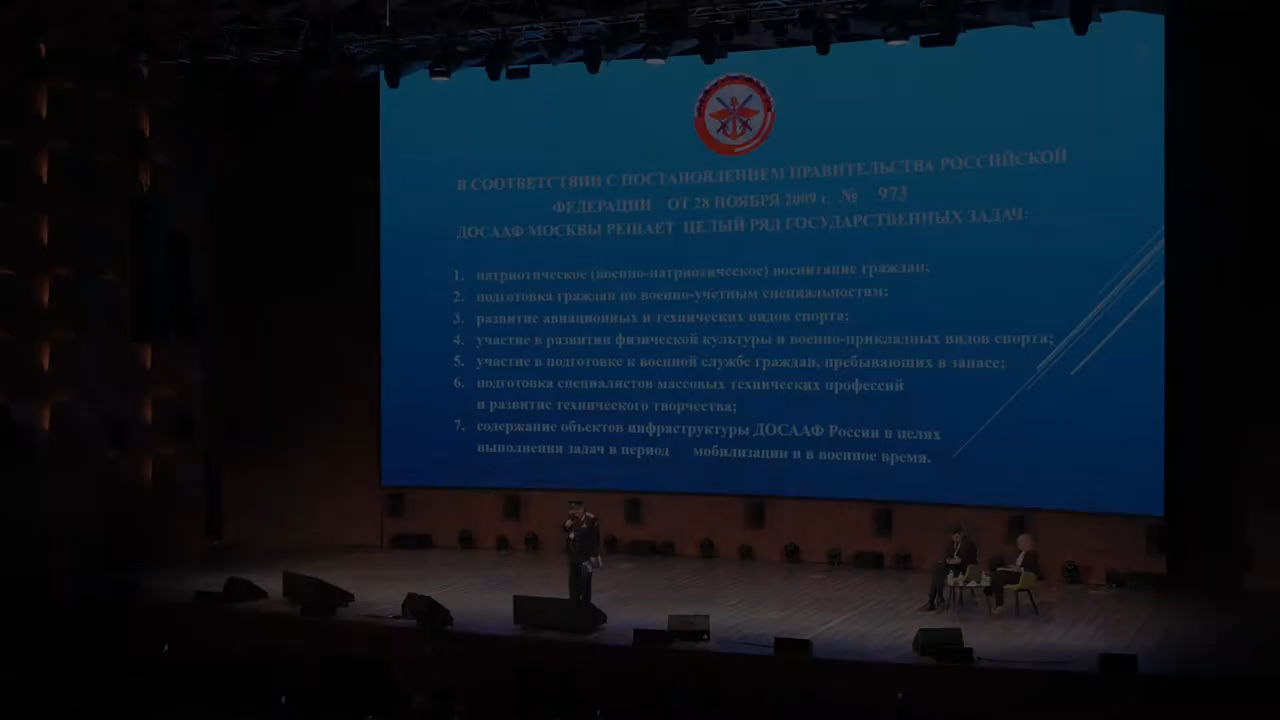 В СООТВЕТСТВИИ С ПОСТАНОВЛЕНИЕМ ПРАВИТЕЛЬСТВА РОССИЙСКОЙ
ФЕДЕРАЦИИ ОТ 28 НОЯБРЯ 2009 г. № 973
ДОСААФ МОСКВЫ РЕШАЕТ ЦЕЛЫЙ РЯД ГОСУДАРСТВЕННЫХ ЗАДАЧ:
1. патриотическое (военно-патриотическое) воспитание граждан;
2. подготовка граждан по военно-учетным специальностям;
3. развитие авиационных и технических видов спорта;
4. участие в развитии физической культуры и военно-прикладных видов спорта;
5. участие в подготовке к военной службе граждан, пребывающих в запасе;
6. подготовка специалистов массовых технических профессий
и развитие технического творчества;
7. содержание объектов инфраструктуры ДОСААФ России в целях
выполнения задач в период мобилизации и в военное время.